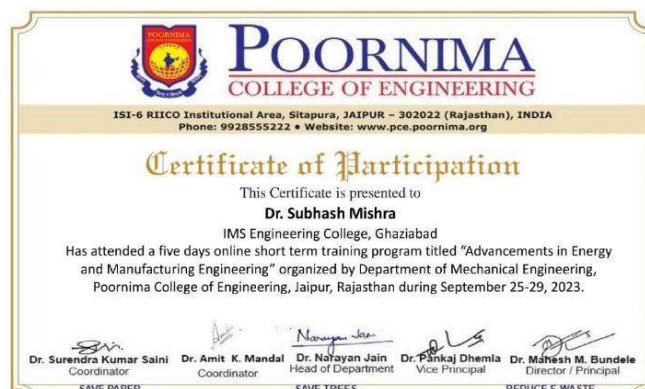 POORNIMA
POORNIMA
COLLEGE OF ENGINEERING
ISI-6 RIICO Institutional Area, Sitapura, JAIPUR – 302022 (Rajasthan), INDIA
Phone: 9928555222 ● Website: www.pce.poornima.org
Certificate of Participation
This Certificate is presented to
Dr. Subhash Mishra
IMS Engineering College, Ghaziabad
Has attended a five days online short term training program titled “Advancements in Energy
and Manufacturing Engineering” organized by Department of Mechanical Engineering,
Poornima College of Engineering, Jaipur, Rajasthan during September 25-29, 2023.
Narayan Jain
Dr. Surendra Kumar Saini Dr. Amit K. Mandal Dr. Narayan Jain Dr. Pankaj Dhemla Dr. Mahesh M. Bundele
Coordinator Coordinator Head of Department Vice Principal Director / Principal
SAVE PAPER SAVE TREES REDUCE E WASTE